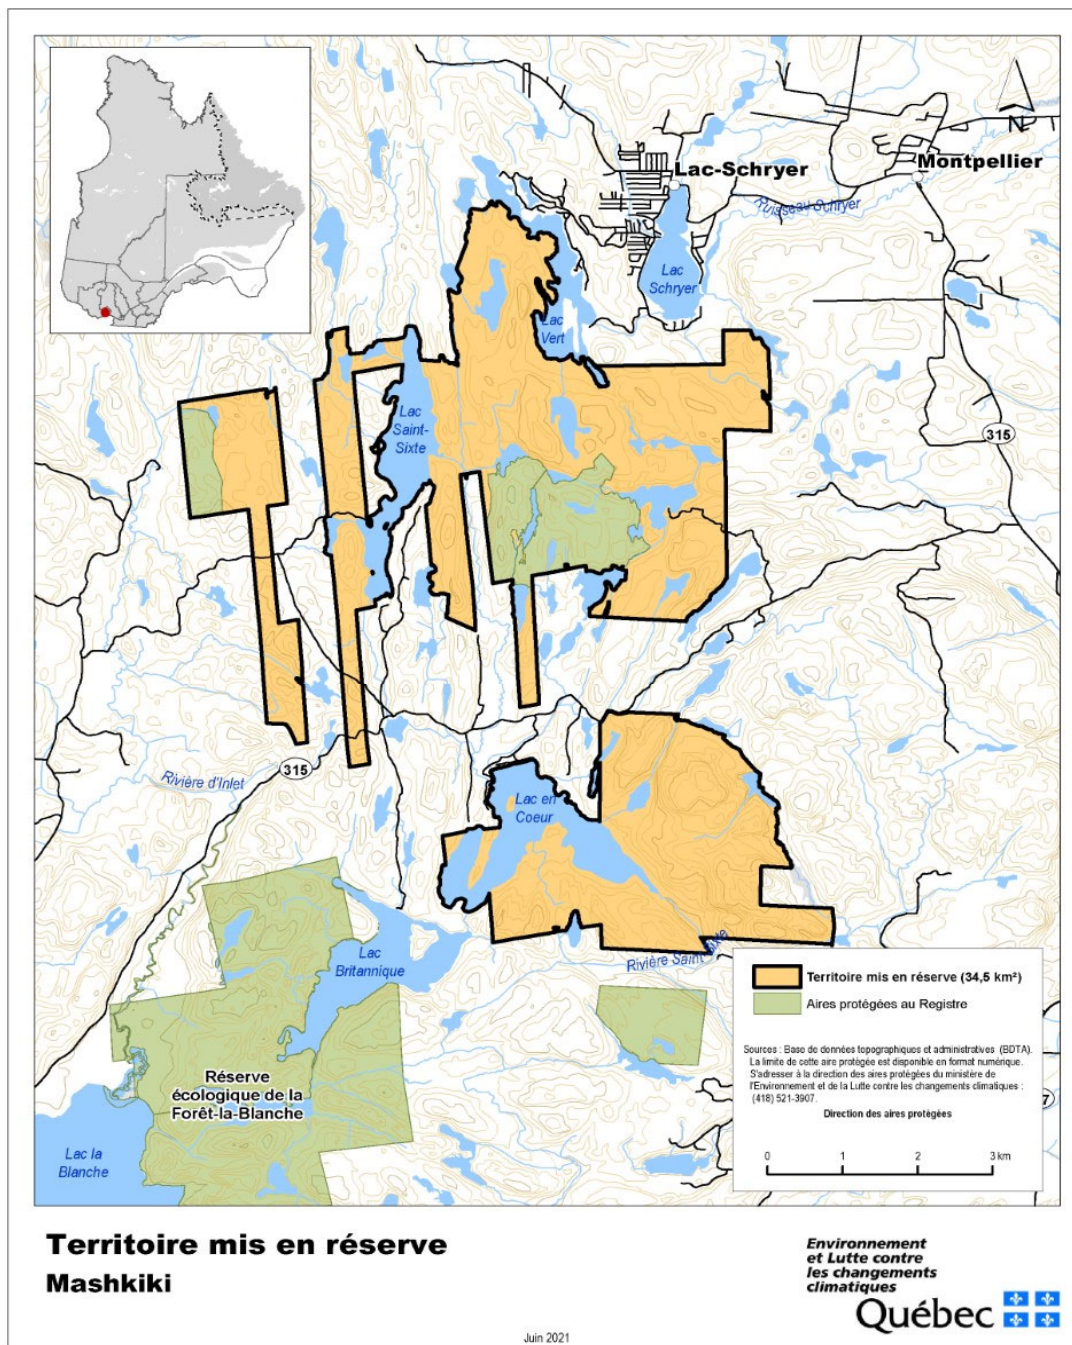 N
Lac-Schryer
Montpellier
Ruisseau Schryer
Lac
Schryer
Lac
Vert
Lac
Saint-
Sixte
315
315
Rivière d'Inlet
Lac en
Coeur
Lac
Britannique
Rivière Saint-Sixte
Réserve
écologique de la
Forêt-la-Blanche
Lac la
Blanche
Territoire mis en réserve (34,5 km²)
Aires protégées au Registre
Sources : Base de données topographiques et administratives (BDTA).
La limite de cette aire protégée est disponible en format numérique.
S'adresser à la direction des aires protégées du ministère de
l'Environnement et de la Lutte contre les changements climatiques :
(418) 521-3907.
Direction des aires protégées
0 1 2 3 km
7
Territoire mis en réserve
Mashkiki
Environnement
et Lutte contre
les changements
climatiques
Québec
Juin 2021